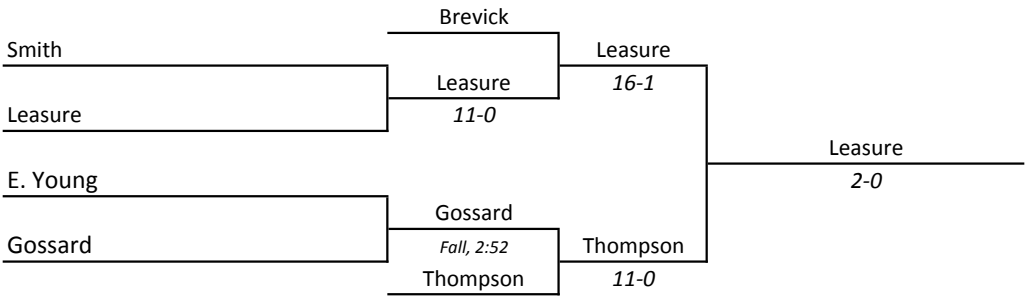 Brevick
Smith
Leasure
Leasure
16-1
Leasure
11-0
Leasure
2-0
E. Young
Gossard
Gossard
Fall, 2:52
Thompson
Thompson
11-0